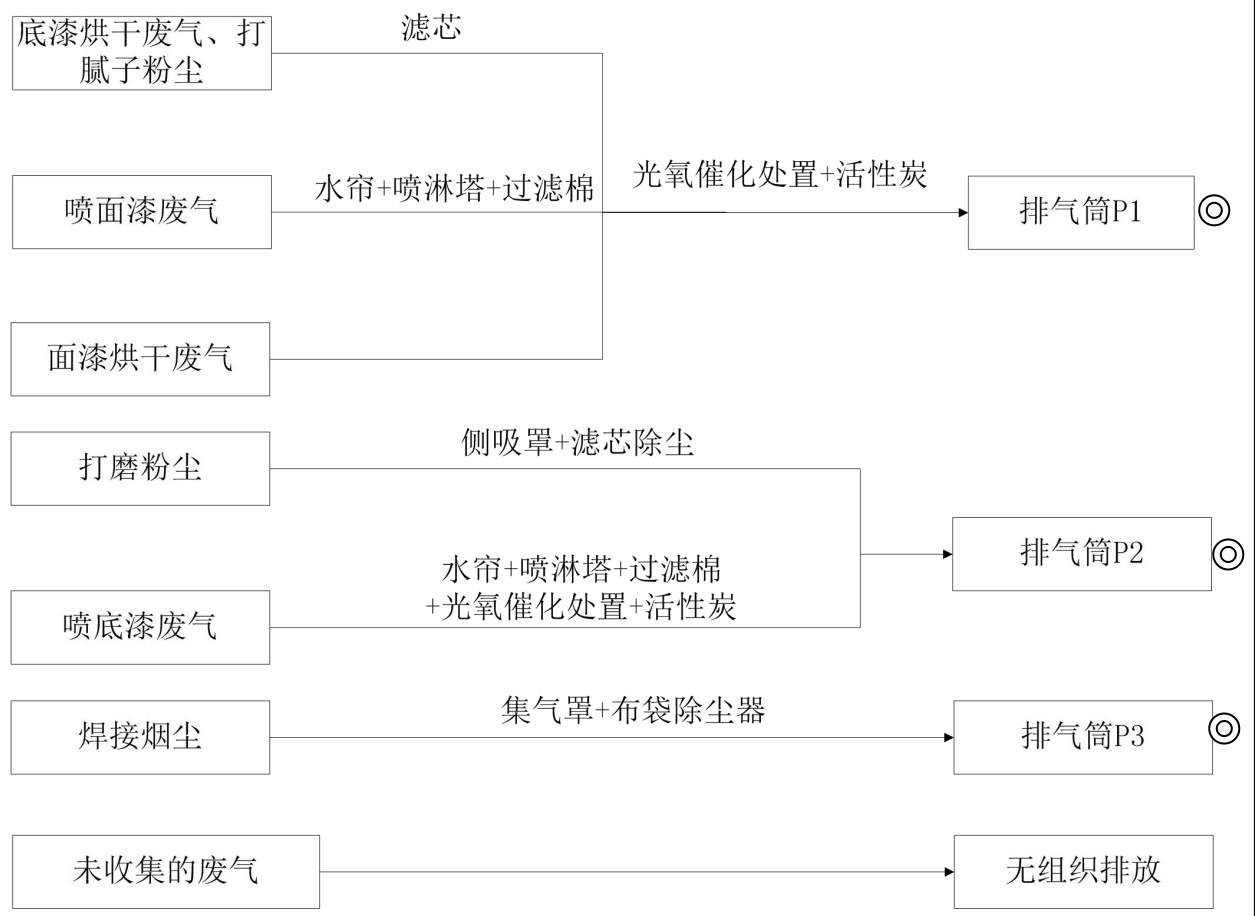 底漆烘干废气、打
腻子粉尘
滤芯
喷面漆废气
水帘+喷淋塔+过滤棉
光氧催化处置+活性炭
排气筒P1
面漆烘干废气
打磨粉尘
侧吸罩+滤芯除尘
排气筒P2
水帘+喷淋塔+过滤棉
+光氧催化处置+活性炭
喷底漆废气
焊接烟尘
集气罩+布袋除尘器
排气筒P3
未收集的废气
无组织排放